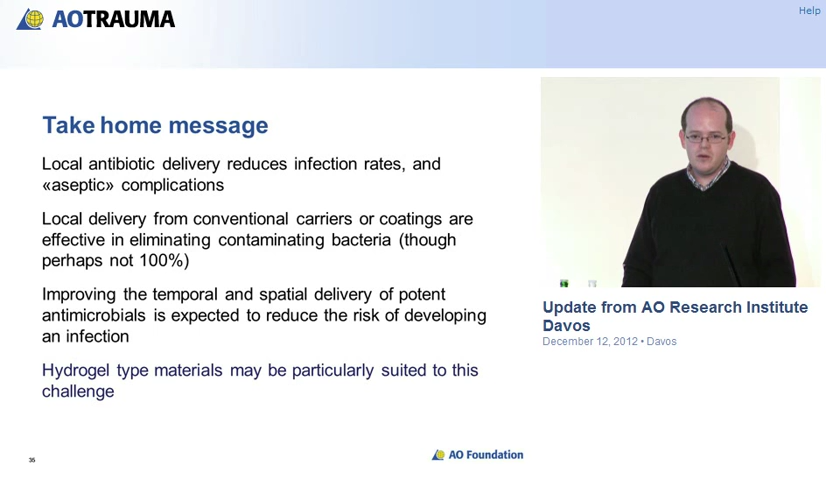 AOTRAUMA
Help
Take home message
Local antibiotic delivery reduces infection rates, and
«aseptic» complications
Local delivery from conventional carriers or coatings are
effective in eliminating contaminating bacteria (though
perhaps not 100%)
Improving the temporal and spatial delivery of potent
antimicrobials is expected to reduce the risk of developing
an infection
Hydrogel type materials may be particularly suited to this
challenge
35
AO Foundation
Update from AO Research Institute
Davos
December 12, 2012 • Davos